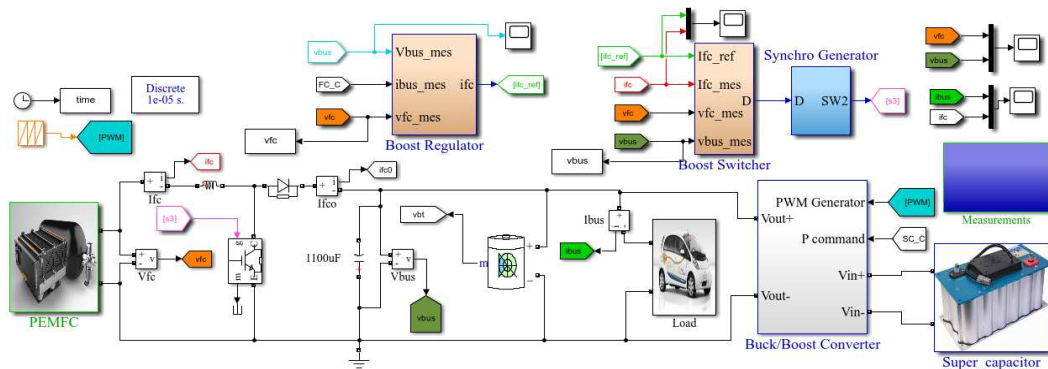 vbus
Vbus_mes
FC_C
ibus_mes
ifc
[ifc_ref]
vfc
vfc_mes
vfc
Boost Regulator
[ifc_ref]
Ifc_ref
ifc
Ifc_mes
D
vfc
vfc_mes
vbus
vbus_mes
vbus
Boost Switcher
Synchro Generator
D
SW2
[s3]
vfc
vbus
ibus
ifc
time
Discrete
1e-05 s.
[PWM]
ifc
Ifc
ifc0
Ifco
[s3]
PEMFC
Vfc
vfc
g
C
m
E
1100uF
vbt
Vbus
vbus
m
Ibus
ibus
Load
PWM Generator
[PWM]
Vout+
P command
SC_C
Vin+
Vout-
Vin-
Buck/Boost Converter
Measurements
Super capacitor